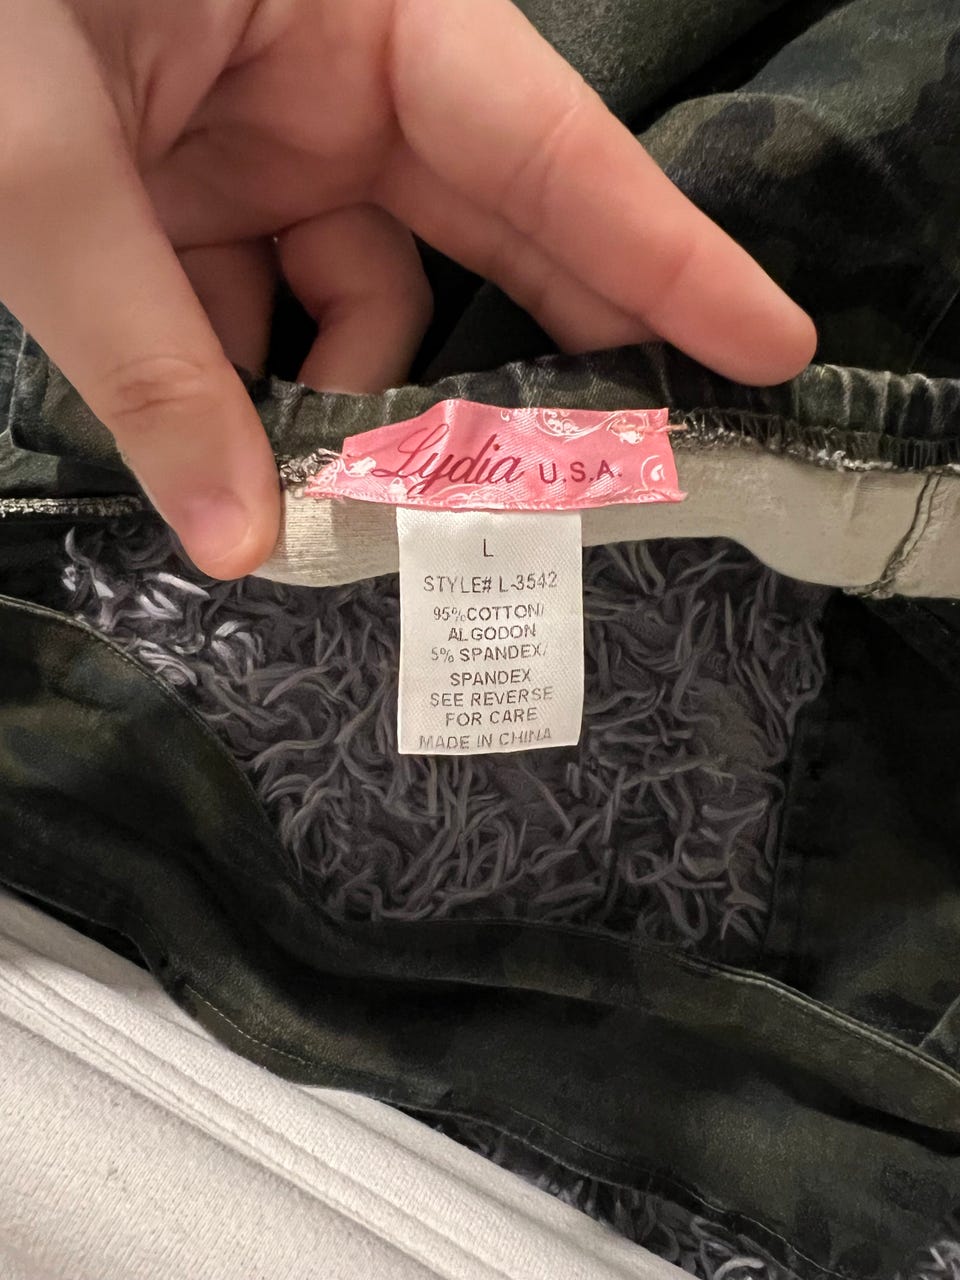 Lydia U.S.A.
L
STYLE# L-3542
95%COTTON/
ALGODON
5% SPANDEX/
SPANDEX
SEE REVERSE
FOR CARE
MADE IN CHINA